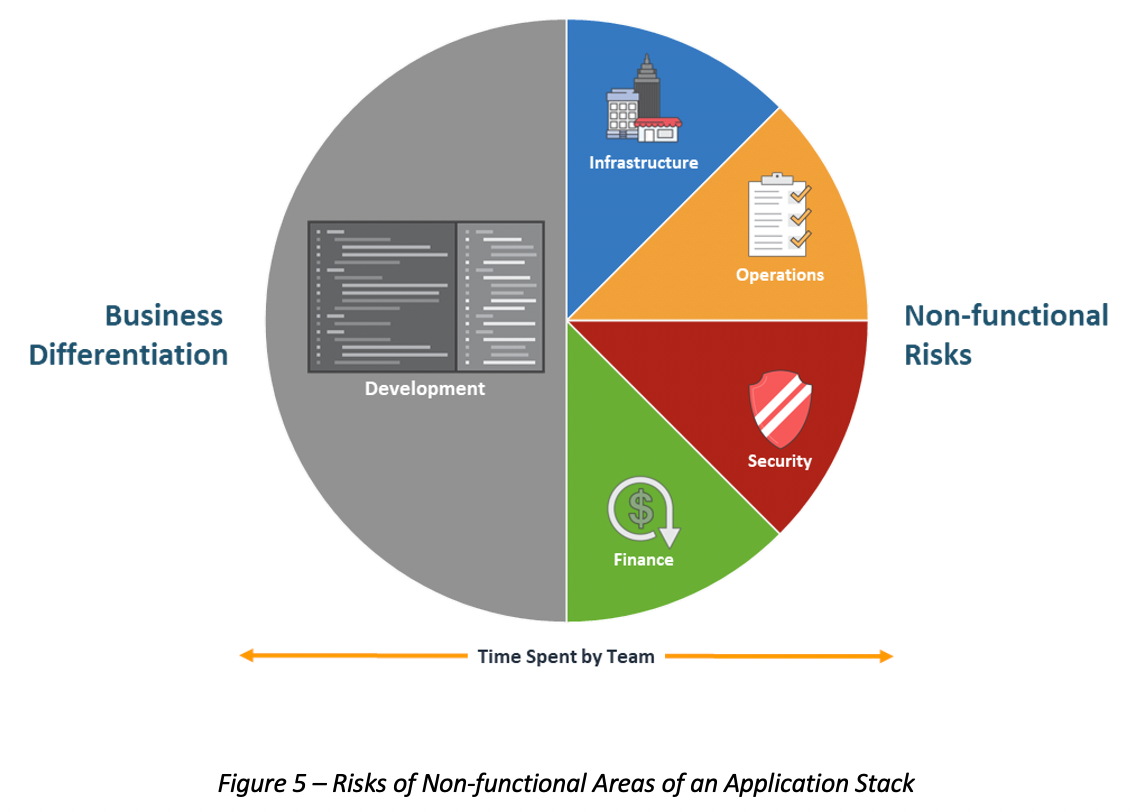 Infrastructure
Operations
Business
Differentiation
Development
Non-functional
Risks
Security
$
Finance
Time Spent by Team
Figure 5 – Risks of Non-functional Areas of an Application Stack